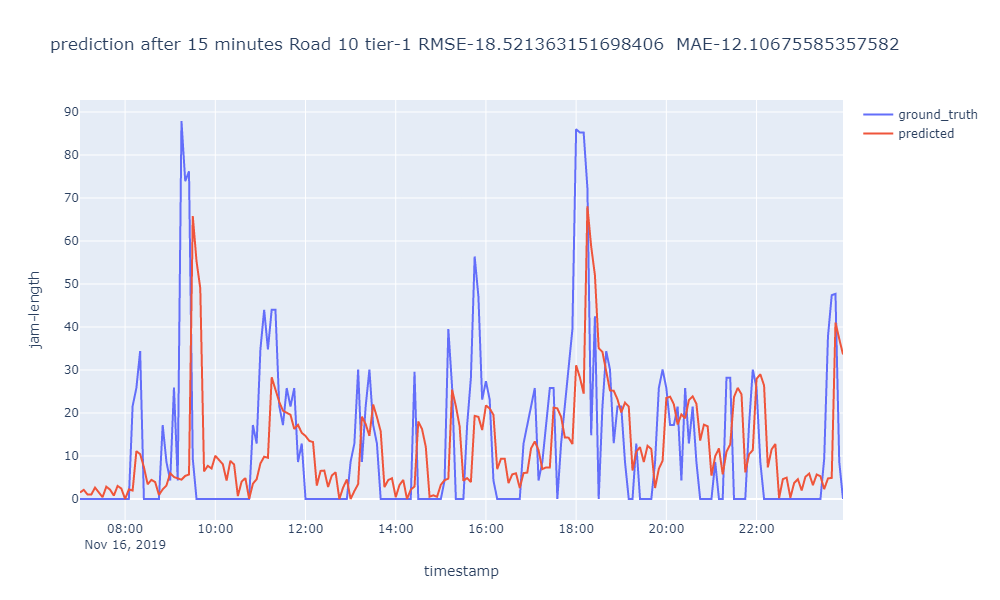 prediction after 15 minutes Road 10 tier-1 RMSE-18.521363151698406  MAE-12.10675585357582
ground_truth
predicted
90
80
70
60
50
40
30
20
10
0
jam-length
08:00 10:00 12:00 14:00 16:00 18:00 20:00 22:00
Nov 16, 2019
timestamp